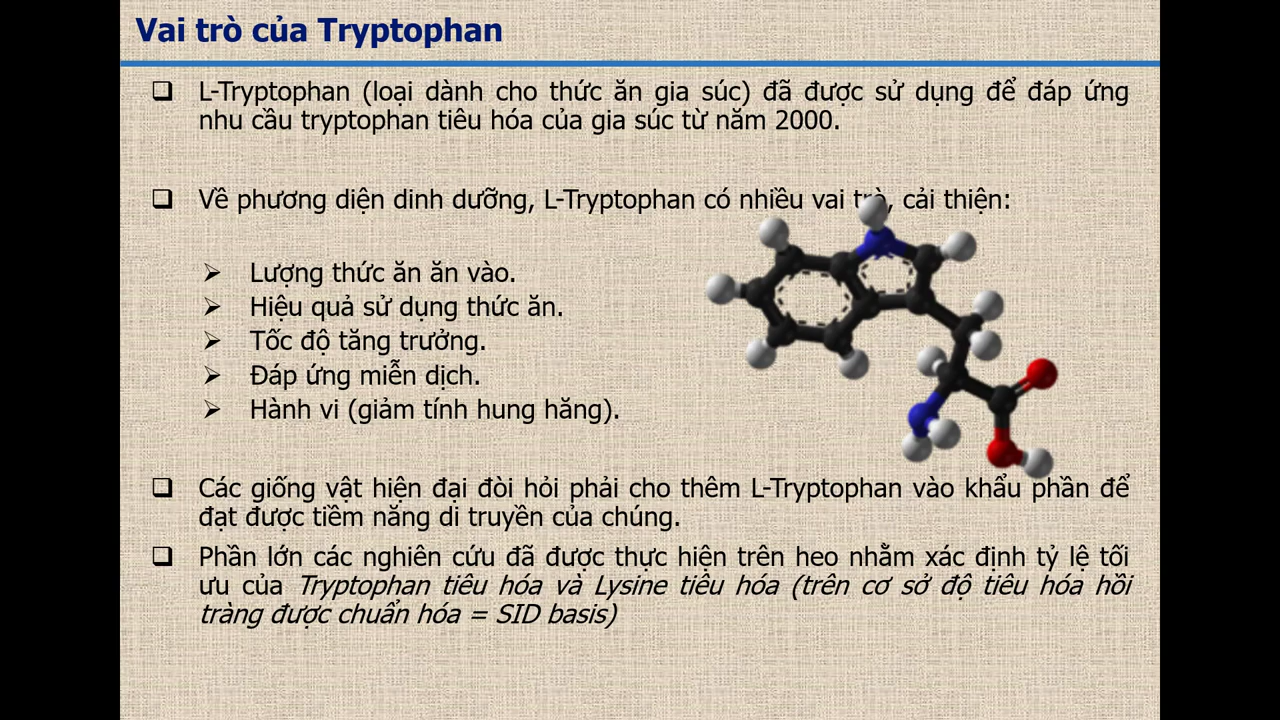 Vai trò của Tryptophan
L-Tryptophan (loại dành cho thức ăn gia súc) đã được sử dụng để đáp ứng
nhu cầu tryptophan tiêu hóa của gia súc từ năm 2000.
Về phương diện dinh dưỡng, L-Tryptophan có nhiều vai trò, cải thiện:
Lượng thức ăn ăn vào.
Hiệu quả sử dụng thức ăn.
Tốc độ tăng trưởng.
Đáp ứng miễn dịch.
Hành vi (giảm tính hung hăng).
Các giống vật hiện đại đòi hỏi phải cho thêm L-Tryptophan vào khẩu phần để
đạt được tiềm năng di truyền của chúng.
Phần lớn các nghiên cứu đã được thực hiện trên heo nhằm xác định tỷ lệ tối
ưu của Tryptophan tiêu hóa và Lysine tiêu hóa (trên cơ sở độ tiêu hóa hồi
tràng được chuẩn hóa = SID basis)